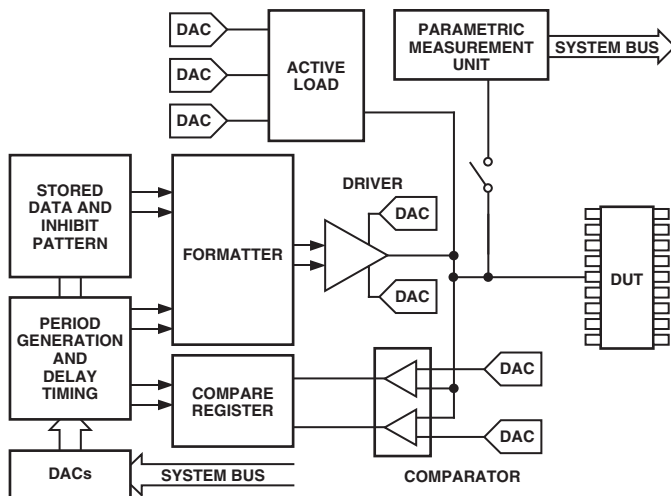 DAC
DAC
DAC
ACTIVE
LOAD
PARAMETRIC
MEASUREMENT
UNIT
SYSTEM BUS
STORED
DATA AND
INHIBIT
PATTERN
FORMATTER
DRIVER
DAC
DAC
DUT
PERIOD
GENERATION
AND
DELAY
TIMING
COMPARE
REGISTER
DAC
DAC
COMPARATOR
DACs
SYSTEM BUS